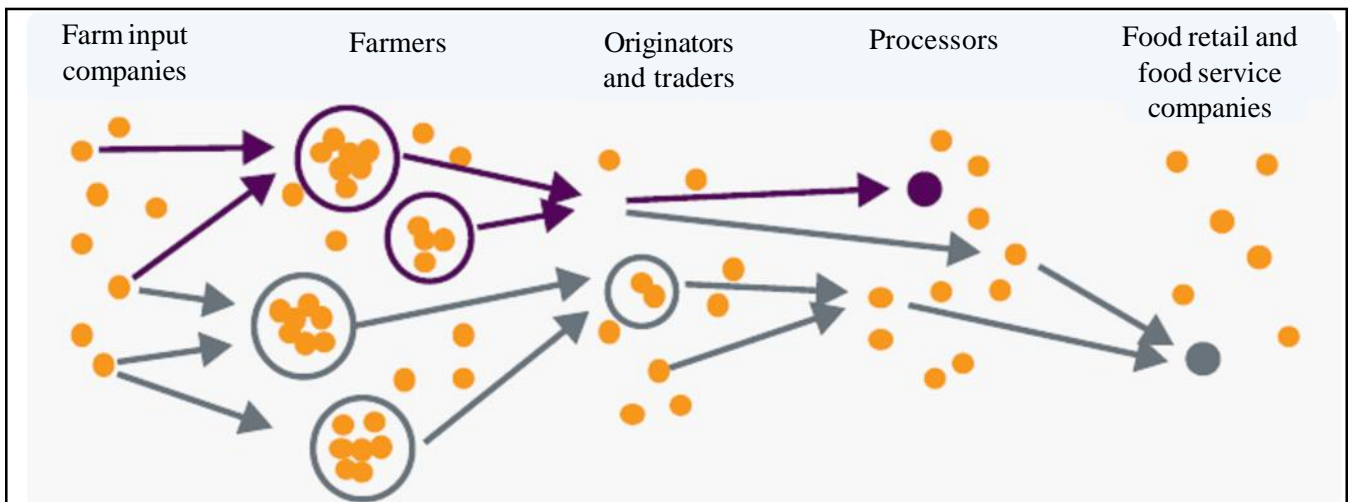 Farm input
companies
Farmers
Originators
and traders
Processors
Food retail and
food service
companies